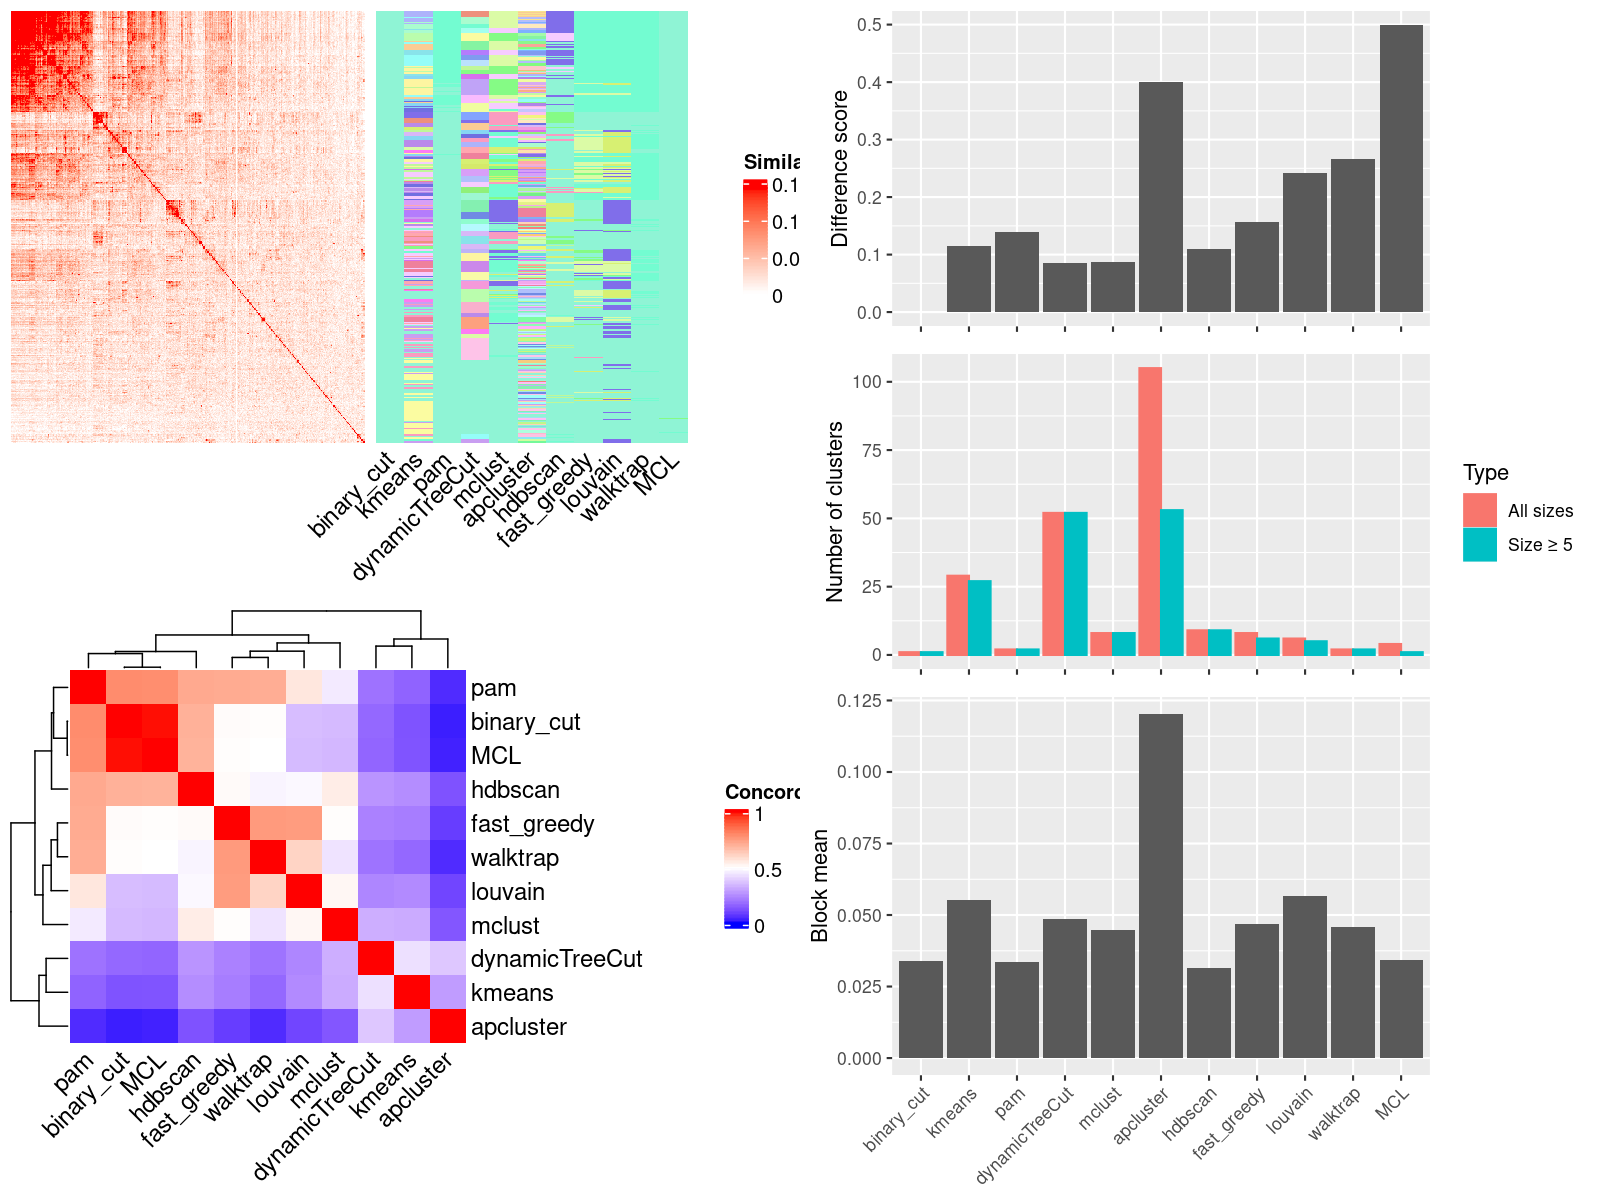 Simila
0.1
0.1
0.0
0
binary_cut
kmeans
pam
dynamicTreeCut
mclust
apcluster
hdbscan
fast_greedy
louvain
walktrap
MCL
pam
binary_cut
MCL
hdbscan
fast_greedy
walktrap
louvain
mclust
dynamicTreeCut
kmeans
apcluster
pam
binary_cut
MCL
hdbscan
fast_greedy
walktrap
louvain
mclust
dynamicTreeCut
kmeans
apcluster
Concord
1
0.5
0
Difference score
0.5
0.4
0.3
0.2
0.1
0.0
Number of clusters
100
75
50
25
0
Type
All sizes
Size ≥ 5
Block mean
0.125
0.100
0.075
0.050
0.025
0.000
binary_cut
kmeans
pam
dynamicTreeCut
mclust
apcluster
hdbscan
fast_greedy
louvain
walktrap
MCL